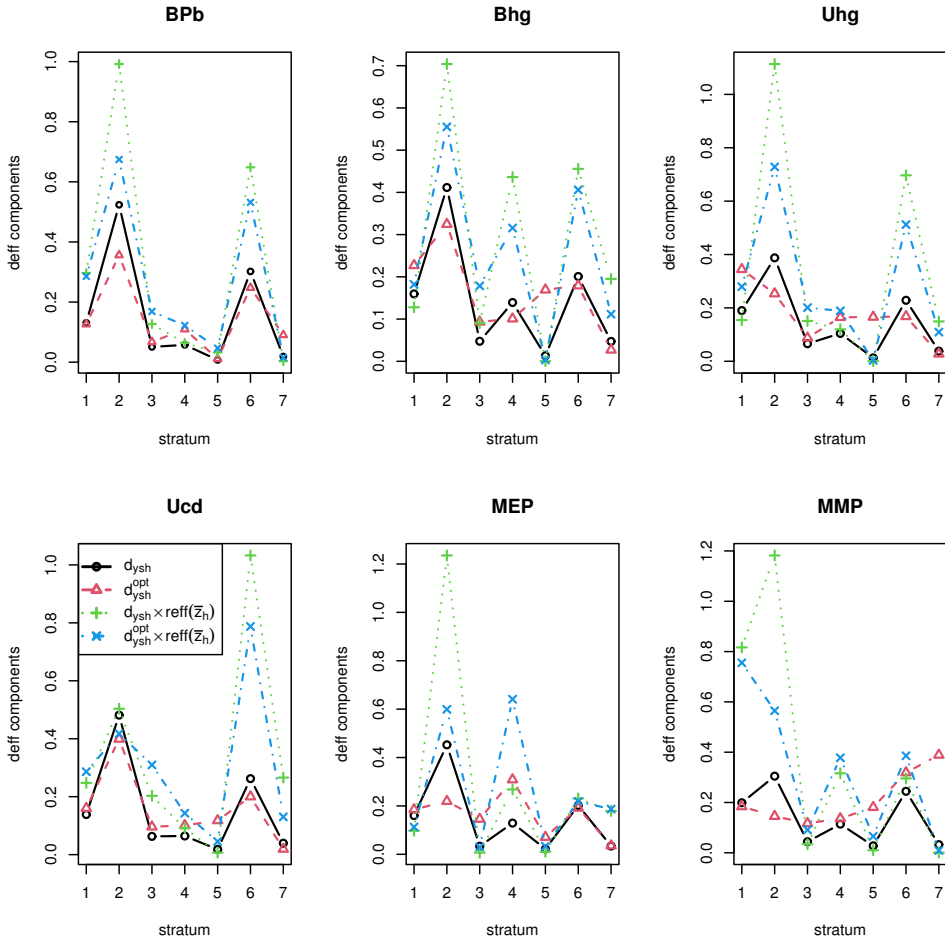 BPb
Bhg
Uhg
deff components
0.0 0.2 0.4 0.6 0.8 1.0
1 2 3 4 5 6 7
stratum
deff components
0.0 0.1 0.2 0.3 0.4 0.5 0.6 0.7
1 2 3 4 5 6 7
stratum
deff components
0.0 0.2 0.4 0.6 0.8 1.0
1 2 3 4 5 6 7
stratum
Ucd
MEP
MMP
deff components
0.0 0.2 0.4 0.6 0.8 1.0
d_ysh
d_ysh^opt
d_ysh × reff(z̅_h)
d_ysh^opt × reff(z̅_h)
1 2 3 4 5 6 7
stratum
deff components
0.0 0.2 0.4 0.6 0.8 1.0 1.2
1 2 3 4 5 6 7
stratum
deff components
0.0 0.2 0.4 0.6 0.8 1.0 1.2
1 2 3 4 5 6 7
stratum